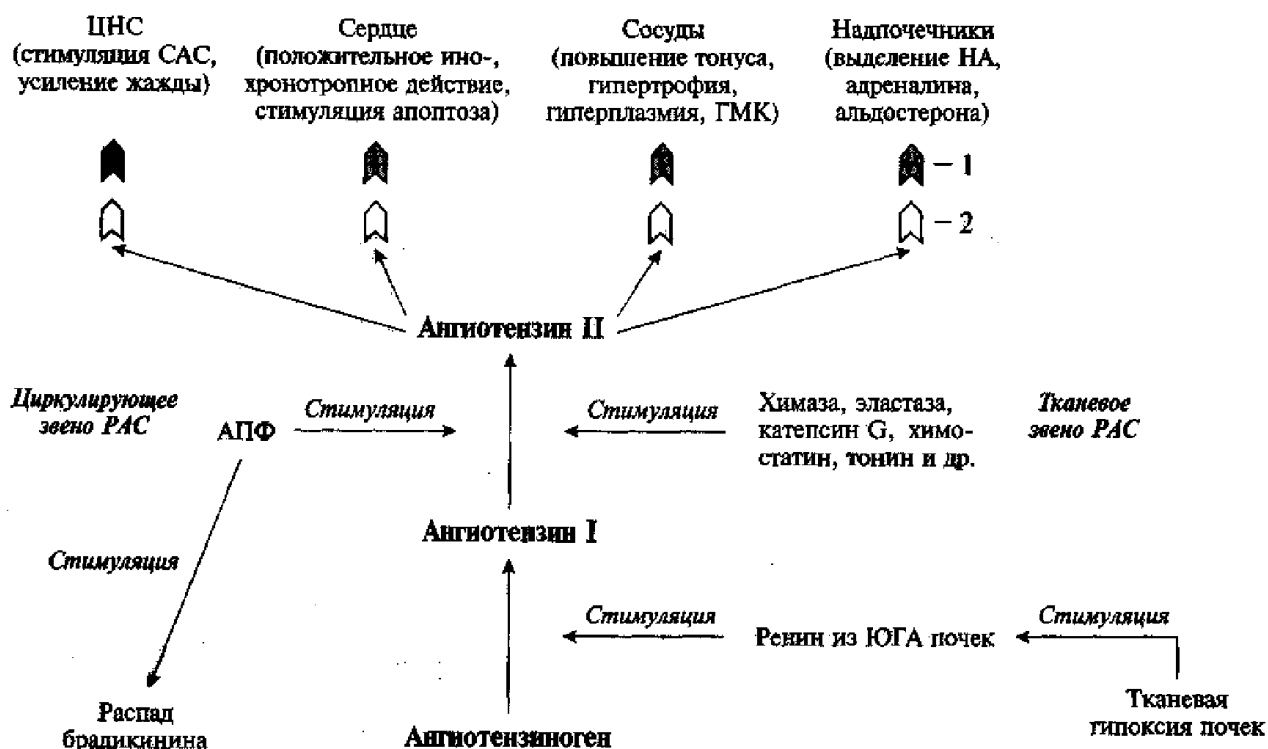 ЦНС
(стимуляция САС,
усиление жажды)
Сердце
(положительное ино-,
хронотропное действие,
стимуляция апоптоза)
Сосуды
(повышение тонуса,
гипертрофия,
гиперплазмия, ГМК)
Надпочечники
(выделение НА,
адреналина,
альдостерона)
– 1
– 2
Ангиотензин II
Циркулирующее
звено РАС
АПФ
Стимуляция
Стимуляция
Химаза, эластаза,
катепсин G, химо-
статин, тонин и др.
Тканевое
звено РАС
Ангиотензин I
Стимуляция
Стимуляция
Ренин из ЮГА почек
Стимуляция
Распад
брадикинина
Ангиотензиноген
Тканевая
гипоксия почек